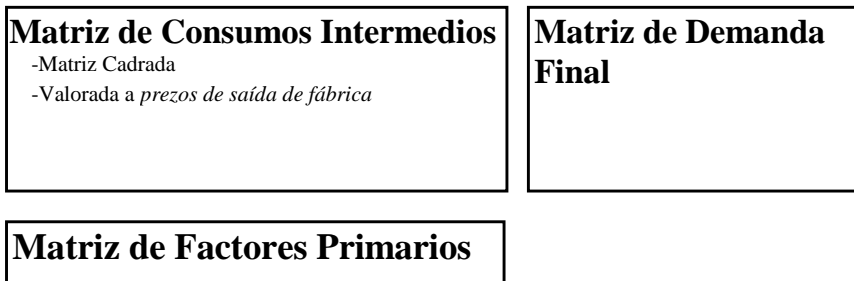 Matriz de Consumos Intermedios
-Matriz Cadrada
-Valorada a prezos de saída de fábrica
Matriz de Demanda
Final
Matriz de Factores Primarios